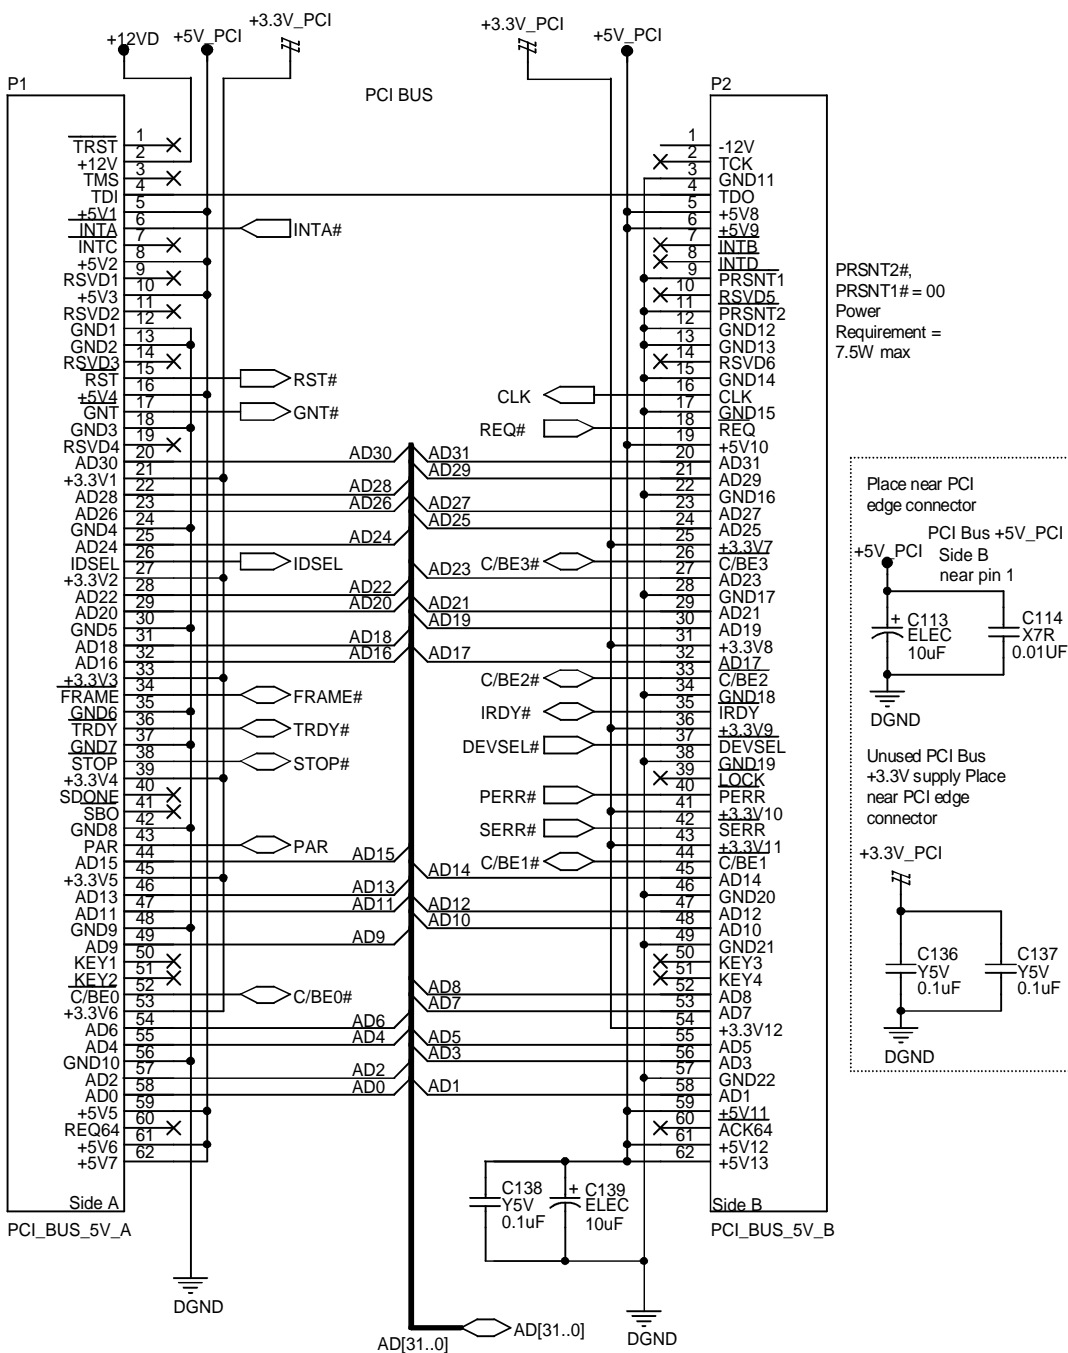 +12VD
+5V_PCI
+3.3V_PCI
+3.3V_PCI
+5V_PCI
P1
PCI BUS
P2
1
TRST
2
+12V
3
TMS
4
TDI
5
+5V1
6
INTA
INTA#
7
INTC
8
+5V2
9
RSVD1
10
+5V3
11
RSVD2
12
GND1
13
GND2
14
RSVD3
15
RST
RST#
16
+5V4
17
GNT
GNT#
18
GND3
19
RSVD4
20
AD30
AD30
21
+3.3V1
22
AD28
AD28
23
AD26
AD26
24
GND4
25
AD24
AD24
26
IDSEL
IDSEL
27
+3.3V2
28
AD22
AD22
29
AD20
AD20
30
GND5
31
AD18
AD18
32
AD16
AD16
33
+3.3V3
34
FRAME
FRAME#
35
GND6
36
TRDY
TRDY#
37
GND7
38
STOP
STOP#
39
+3.3V4
40
SDONE
41
SBO
42
GND8
43
PAR
PAR
44
AD15
AD15
45
+3.3V5
46
AD13
AD13
47
AD11
AD11
48
GND9
49
AD9
AD9
50
KEY1
51
KEY2
52
C/BE0
C/BE0#
53
+3.3V6
54
AD6
AD6
55
AD4
AD4
56
GND10
57
AD2
AD2
58
AD0
AD0
59
+5V5
60
REQ64
61
+5V6
62
+5V7
Side A
PCI_BUS_5V_A
DGND
1
-12V
2
TCK
3
GND11
4
TDO
5
+5V8
6
+5V9
7
INTB
8
INTD
9
PRSNT1
10
RSVD5
11
PRSNT2
12
GND12
13
GND13
14
RSVD6
15
GND14
16
CLK
CLK
17
GND15
18
REQ#
REQ
19
+5V10
20
AD31
AD31
21
AD29
AD29
22
GND16
23
AD27
AD27
24
AD25
AD25
25
+3.3V7
26
C/BE3#
C/BE3
27
AD23
AD23
28
GND17
29
AD21
AD21
30
AD19
AD19
31
+3.3V8
32
AD17
AD17
33
C/BE2#
C/BE2
34
GND18
35
IRDY#
IRDY
36
+3.3V9
37
DEVSEL#
DEVSEL
38
GND19
39
LOCK
40
PERR#
PERR
41
+3.3V10
42
SERR#
SERR
43
+3.3V11
44
C/BE1#
C/BE1
45
AD14
AD14
46
GND20
47
AD12
AD12
48
AD10
AD10
49
GND21
50
KEY3
51
KEY4
52
AD8
AD8
53
AD7
AD7
54
+3.3V12
55
AD5
AD5
56
AD3
AD3
57
GND22
58
AD1
AD1
59
+5V11
60
ACK64
61
+5V12
62
+5V13
Side B
PCI_BUS_5V_B
C138
Y5V
0.1uF
+
C139
ELEC
10uF
DGND
AD[31..0]
AD[31..0]
PRSNT2#,
PRSNT1# = 00
Power
Requirement =
7.5W max
Place near PCI
edge connector
PCI Bus +5V_PCI
Side B
near pin 1
+5V_PCI
+
C113
ELEC
10uF
C114
X7R
0.01UF
DGND
Unused PCI Bus
+3.3V supply Place
near PCI edge
connector
+3.3V_PCI
C136
Y5V
0.1uF
C137
Y5V
0.1uF
DGND